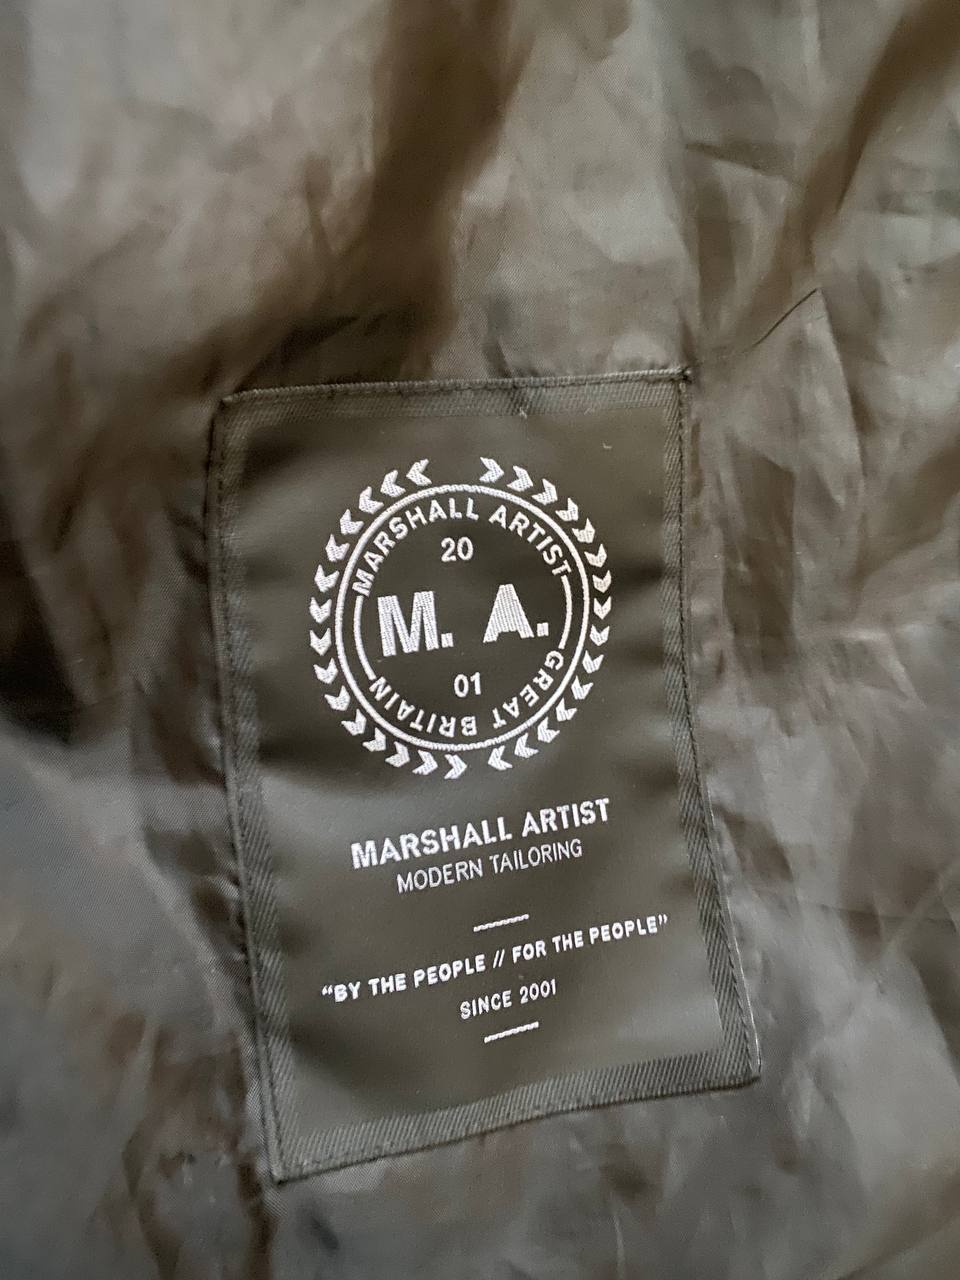 MARSHALL ARTIST
20
M. A.
01
GREAT BRITAIN
MARSHALL ARTIST
MODERN TAILORING
“BY THE PEOPLE // FOR THE PEOPLE”
SINCE 2001